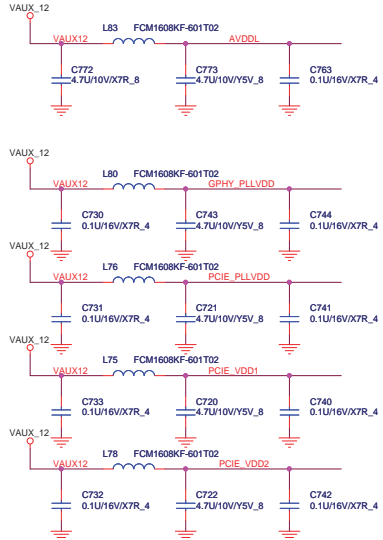 VAUX_12
L83 FCM1608KF-601T02
VAUX12 AVDDL
C772 C773 C763
4.7U/10V/X7R_8 4.7U/10V/Y5V_8 0.1U/16V/X7R_4
VAUX_12
L80 FCM1608KF-601T02
VAUX12 GPHY_PLLVDD
C730 C743 C744
0.1U/16V/X7R_4 4.7U/10V/Y5V_8 0.1U/16V/X7R_4
VAUX_12
L76 FCM1608KF-601T02
VAUX12 PCIE_PLLVDD
C731 C721 C741
0.1U/16V/X7R_4 4.7U/10V/Y5V_8 0.1U/16V/X7R_4
VAUX_12
L75 FCM1608KF-601T02
VAUX12 PCIE_VDD1
C733 C720 C740
0.1U/16V/X7R_4 4.7U/10V/Y5V_8 0.1U/16V/X7R_4
VAUX_12
L78 FCM1608KF-601T02
VAUX12 PCIE_VDD2
C732 C722 C742
0.1U/16V/X7R_4 4.7U/10V/Y5V_8 0.1U/16V/X7R_4